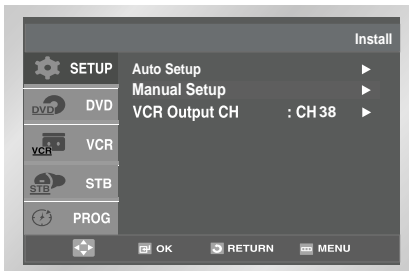 Install
SETUP
Auto Setup
Manual Setup
VCR Output CH : CH 38
DVD DVD
VCR VCR
STB STB
PROG
OK RETURN MENU